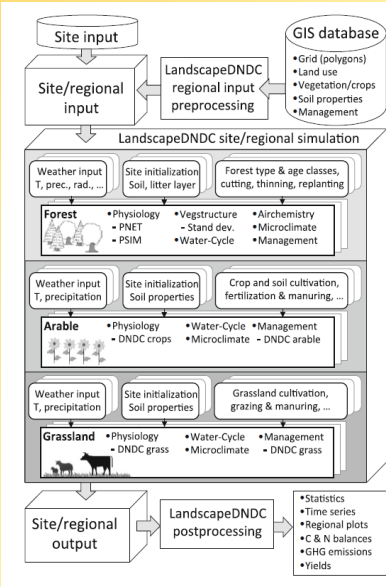 Site input
GIS database
•Grid (polygons)
•Land use
•Vegetation/crops
•Soil properties
•Management
LandscapeDNDC
regional input
preprocessing
Site/regional
input
LandscapeDNDC site/regional simulation
Weather input
T, prec., rad., ...
Site initialization
Soil, litter layer
Forest type & age classes,
cutting, thinning, replanting
Forest
•Physiology
- PNET
- PSIM
•Vegstructure
- Stand dev.
•Water-Cycle
•Airchemistry
•Microclimate
•Management
Weather input
T, precipitation
Site initialization
Soil properties
Crop and soil cultivation,
fertilization & manuring, ...
Arable
•Physiology
- DNDC crops
•Water-Cycle
•Microclimate
•Management
- DNDC arable
Weather input
T, precipitation
Site initialization
Soil properties
Grassland cultivation,
grazing & manuring, ...
Grassland
•Physiology
- DNDC grass
•Water-Cycle
•Microclimate
•Management
- DNDC grass
Site/regional
output
LandscapeDNDC
postprocessing
•Statistics
•Time series
•Regional plots
•C & N balances
•GHG emissions
•Yields